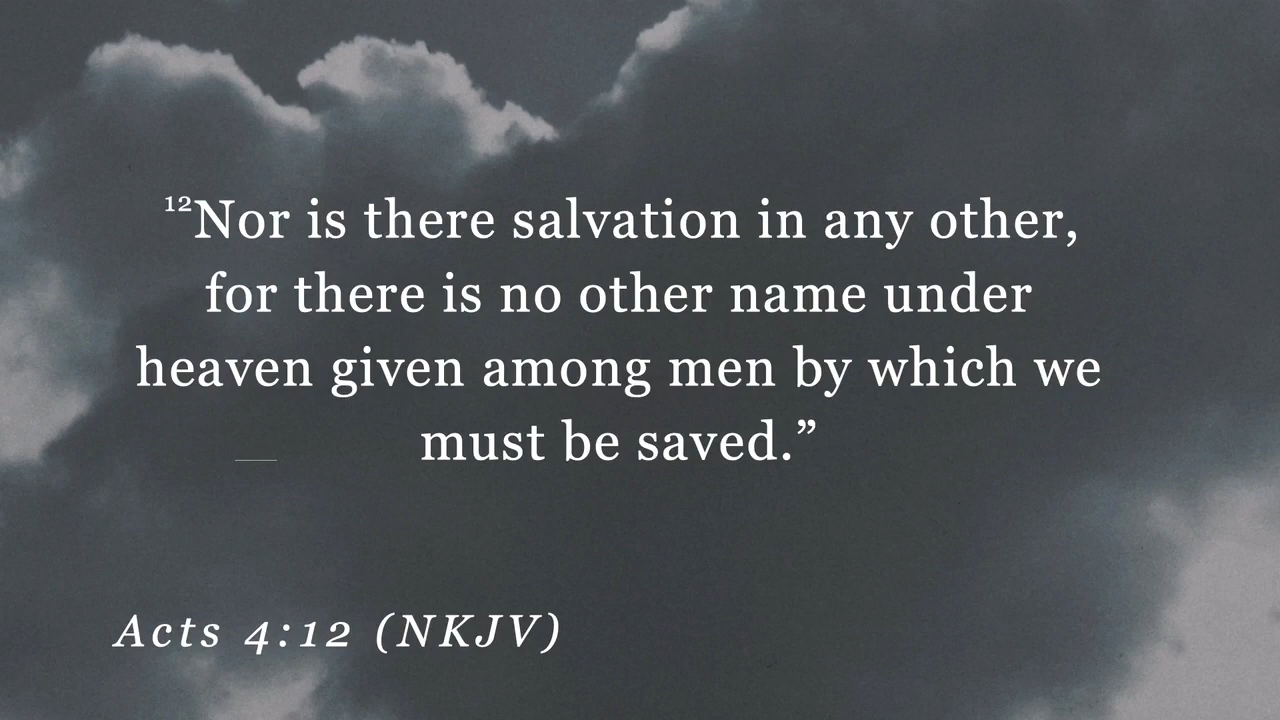 ¹²Nor is there salvation in any other,
for there is no other name under
heaven given among men by which we
must be saved.”
Acts 4:12 (NKJV)